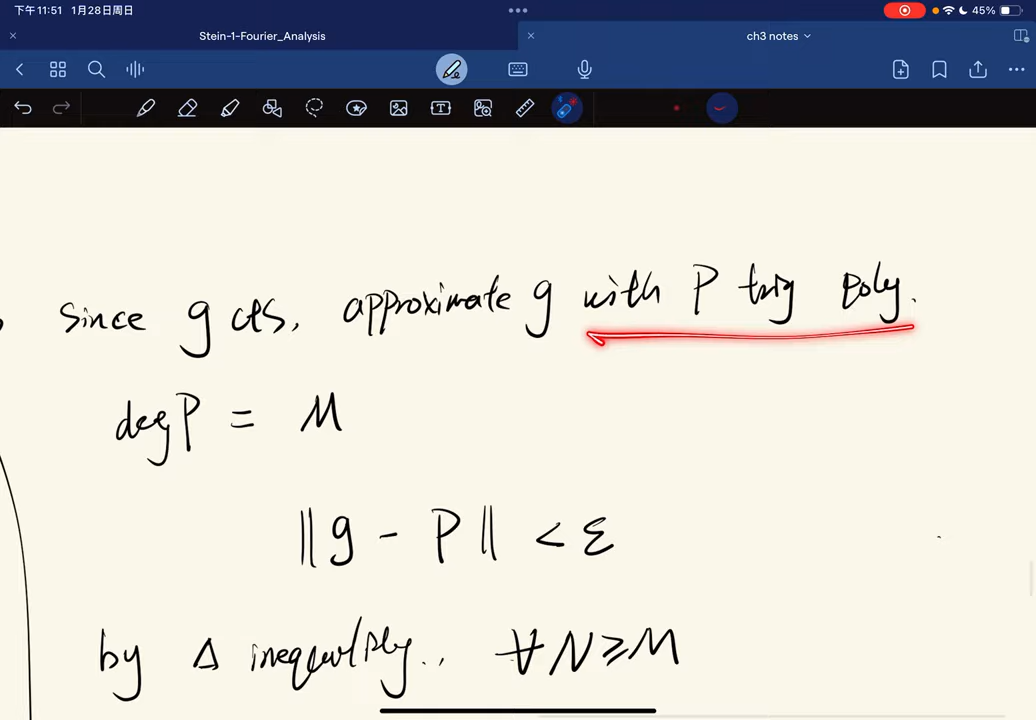 下午11:51 1月28日周日
45%
Stein-1-Fourier_Analysis
ch3 notes
since g cts, approximate g with P trig poly.
deg P = M
‖g - P‖ < ε
by Δ inequality.. ∀ N ≥ M